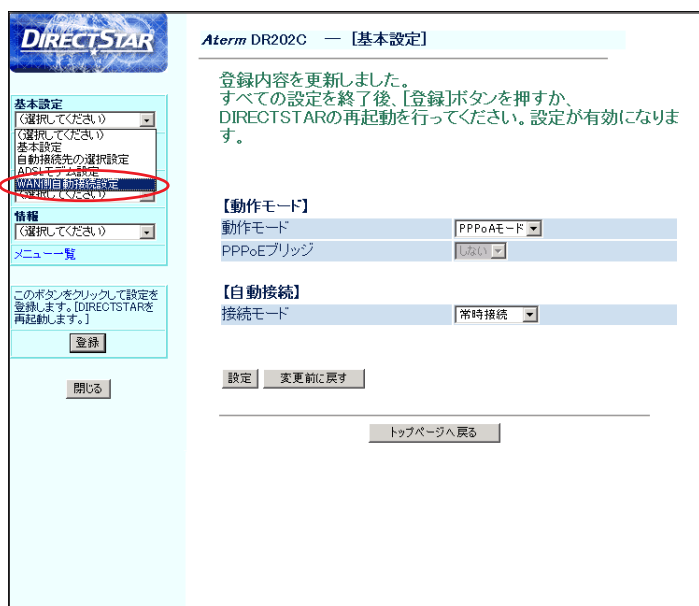 DIRECTSTAR
基本設定
(選択してください)
(選択してください)
基本設定
自動接続先の選択設定
ADSLモデム設定
WAN側自動接続設定
(選択してください)
情報
(選択してください)
メニュー一覧
このボタンをクリックして設定を
登録します。[DIRECTSTARを
再起動します。]
登録
閉じる
Aterm DR202C — [基本設定]
登録内容を更新しました。
すべての設定を終了後、[登録]ボタンを押すか、
DIRECTSTARの再起動を行ってください。設定が有効になりま
す。
【動作モード】
動作モード PPPoAモード
PPPoEブリッジ しない
【自動接続】
接続モード 常時接続
設定 変更前に戻す
トップページへ戻る